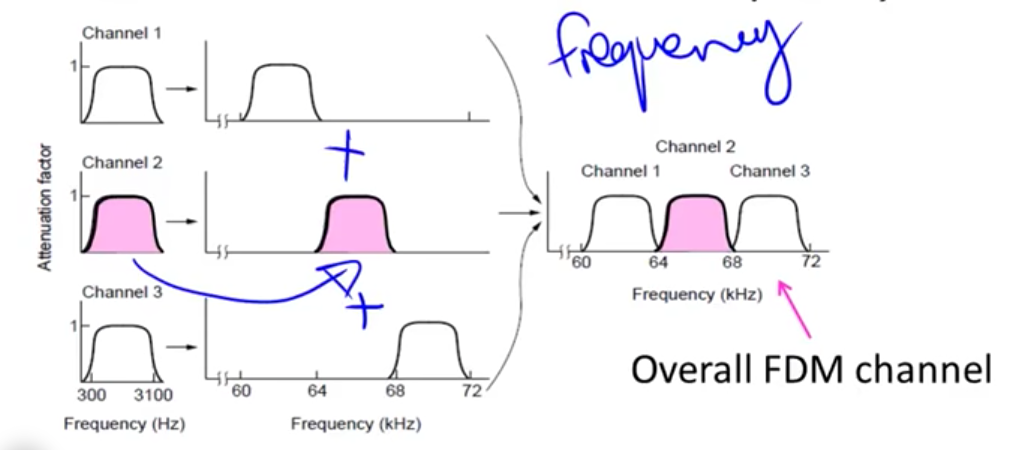 frequency
Channel 1
1
Channel 2
1
Attenuation factor
Channel 3
1
300 3100
Frequency (Hz)
60 64 68 72
Frequency (kHz)
+
+
Channel 2
Channel 1 Channel 3
60 64 68 72
Frequency (kHz)
Overall FDM channel